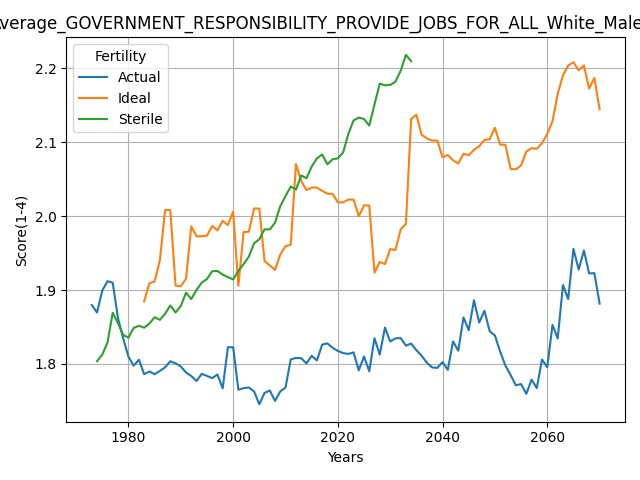 Average_GOVERNMENT_RESPONSIBILITY_PROVIDE_JOBS_FOR_ALL_White_Male
Fertility
Actual
Ideal
Sterile
Score(1-4)
2.2
2.1
2.0
1.9
1.8
1980 2000 2020 2040 2060
Years